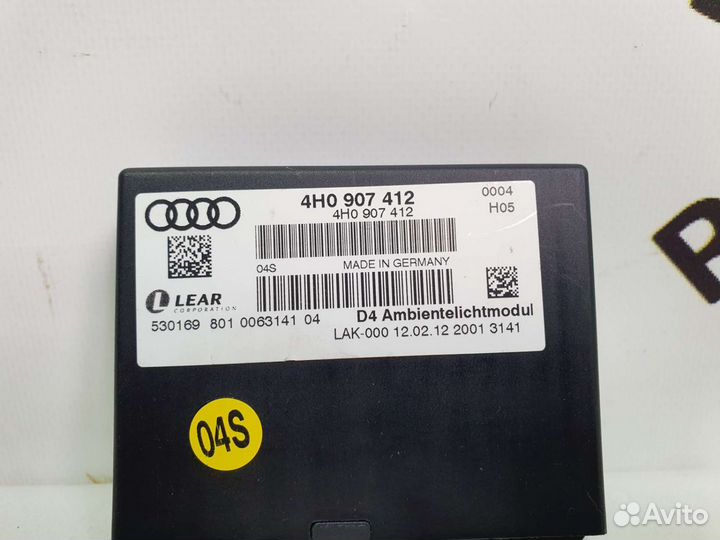 4H0 907 412
4H0 907 412
0004
H05
04S
MADE IN GERMANY
LEAR
CORPORATION
D4 Ambientelichtmodul
530169 801 0063141 04
LAK-000 12.02.12 2001 3141
04S
Avito